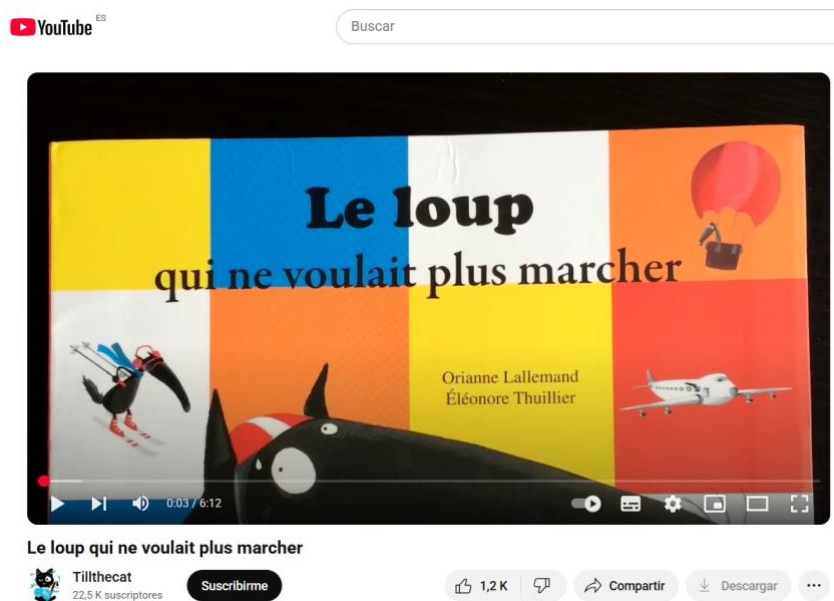 YouTube ES
Buscar
Le loup
qui ne voulait plus marcher
Orianne Lallemand
Éléonore Thuillier
0:03 / 6:12
Le loup qui ne voulait plus marcher
Tillthecat
22,5 K suscriptores
Suscribirme
1,2 K
Compartir
Descargar